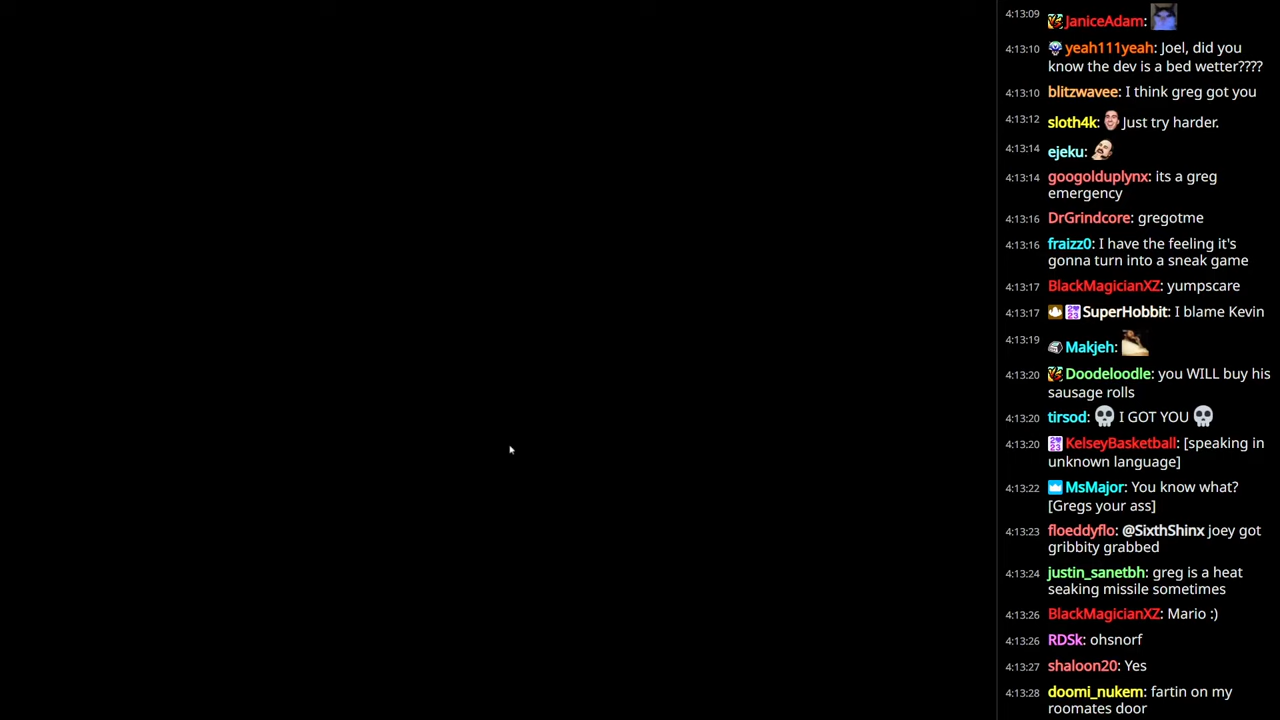 4:13:09 JaniceAdam:
4:13:10 yeah111yeah: Joel, did you
know the dev is a bed wetter????
4:13:10 blitzwavee: I think greg got you
4:13:12 sloth4k: Just try harder.
4:13:14 ejeku:
4:13:14 googolduplynx: its a greg
emergency
4:13:16 DrGrindcore: gregotme
4:13:16 fraizz0: I have the feeling it's
gonna turn into a sneak game
4:13:17 BlackMagicianXZ: yumpscare
4:13:17 SuperHobbit: I blame Kevin
4:13:19 Makjeh:
4:13:20 Doodeloodle: you WILL buy his
sausage rolls
4:13:20 tirsod: 💀 I GOT YOU 💀
4:13:20 KelseyBasketball: [speaking in
unknown language]
4:13:22 MsMajor: You know what?
[Gregs your ass]
4:13:23 floeddyflo: @SixthShinx joey got
gribbity grabbed
4:13:24 justin_sanetbh: greg is a heat
seaking missile sometimes
4:13:26 BlackMagicianXZ: Mario :)
4:13:26 RDSk: ohsnorf
4:13:27 shaloon20: Yes
4:13:28 doomi_nukem: fartin on my
roomates door